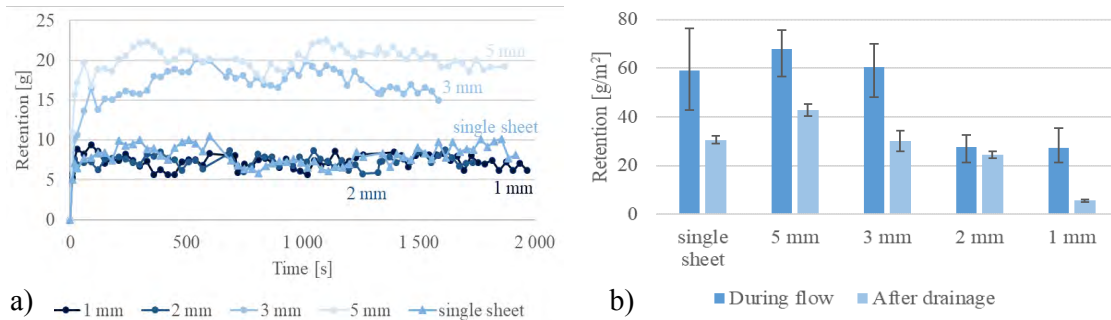 25
20
15
10
5
0
Retention [g]
5 mm
3 mm
single sheet
2 mm
1 mm
0
500
1 000
1 500
2 000
Time [s]
a)
1 mm
2 mm
3 mm
5 mm
single sheet
80
60
40
20
0
Retention [g/m²]
single sheet
5 mm
3 mm
2 mm
1 mm
b)
During flow
After drainage